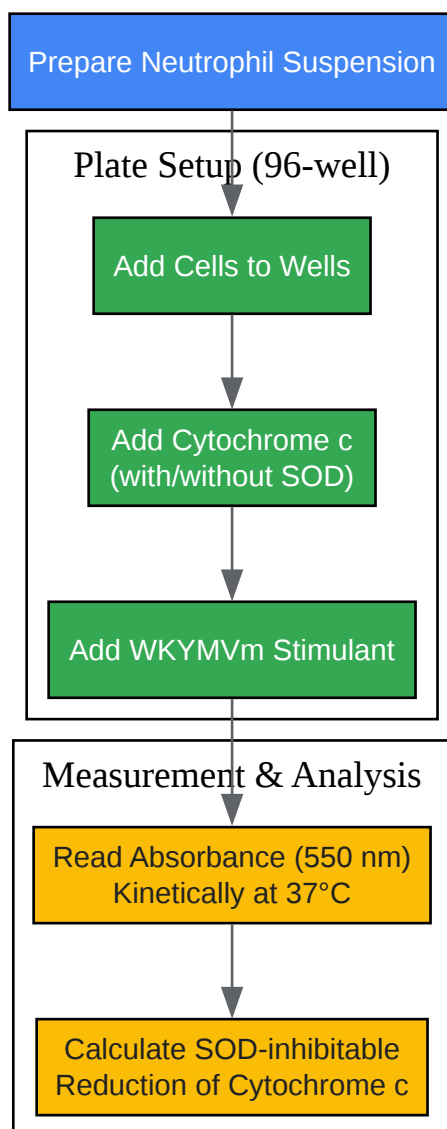 Prepare Neutrophil Suspension
Plate Setup (96-well)
Add Cells to Wells
Add Cytochrome c
(with/without SOD)
Add WKYMVm Stimulant
Measurement & Analysis
Read Absorbance (550 nm)
Kinetically at 37°C
Calculate SOD-inhibitable
Reduction of Cytochrome c